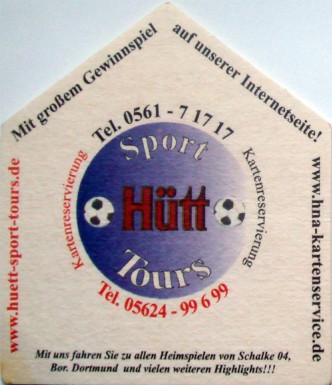 Mit großem Gewinnspiel
auf unserer Internetseite!
www.huett-sport-tours.de
www.hna-kartenservice.de
Tel. 0561 - 7 17 17
Kartenreservierung
Kartenreservierung
Sport
Hütt
Tours
Tel. 05624 - 99 6 99
Mit uns fahren Sie zu allen Heimspielen von Schalke 04,
Bor. Dortmund und vielen weiteren Highlights!!!